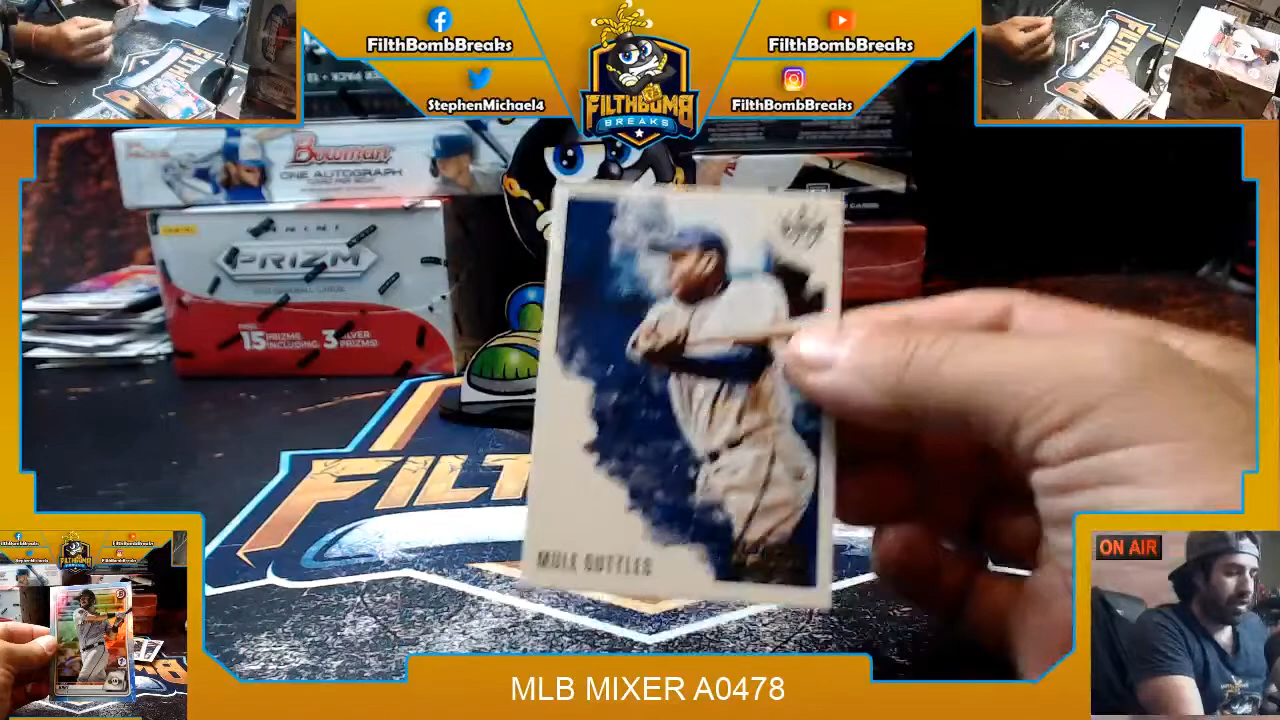 FilthBombBreaks
FilthBombBreaks
StephenMichael4
FilthBombBreaks
FILTHBOMB
BREAKS
Bowman
ONE AUTOGRAPH
PANINI
PRIZM
15 PRIZMS
INCLUDING 3 SILVER
PRIZMS!
FILT
MULE SUTTLES
ON AIR
MLB MIXER A0478